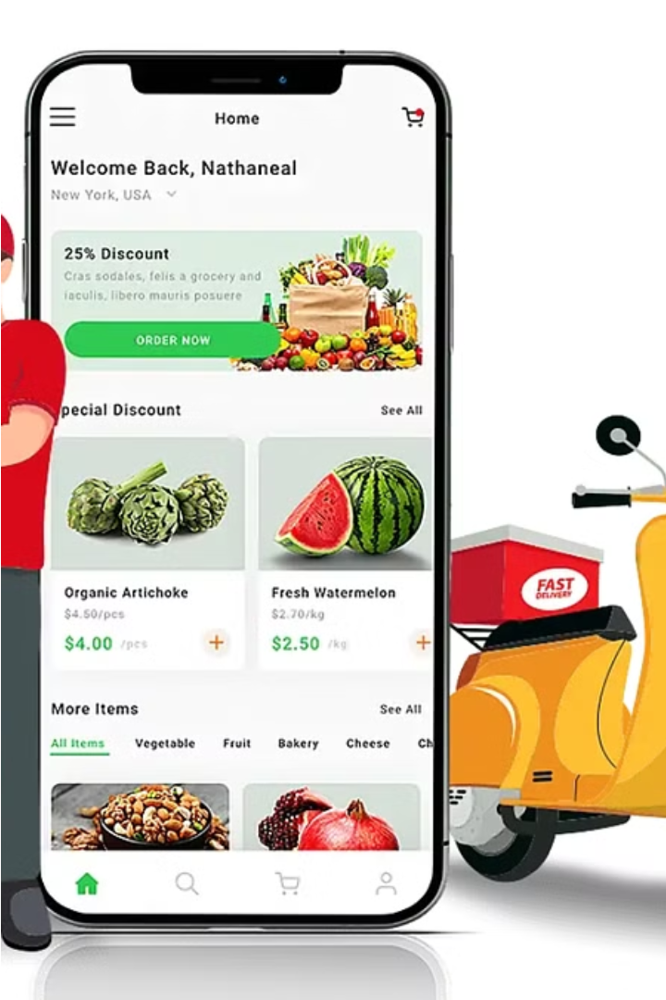 Home
Welcome Back, Nathaneal
New York, USA
25% Discount
Cras sodales, felis a grocery and
iaculis, libero mauris posuere
ORDER NOW
pecial Discount
See All
Organic Artichoke
$4.50/pcs
$4.00 /pcs
Fresh Watermelon
$2.70/kg
$2.50 /kg
More Items
See All
All Items Vegetable Fruit Bakery Cheese Ch
FAST
DELIVERY